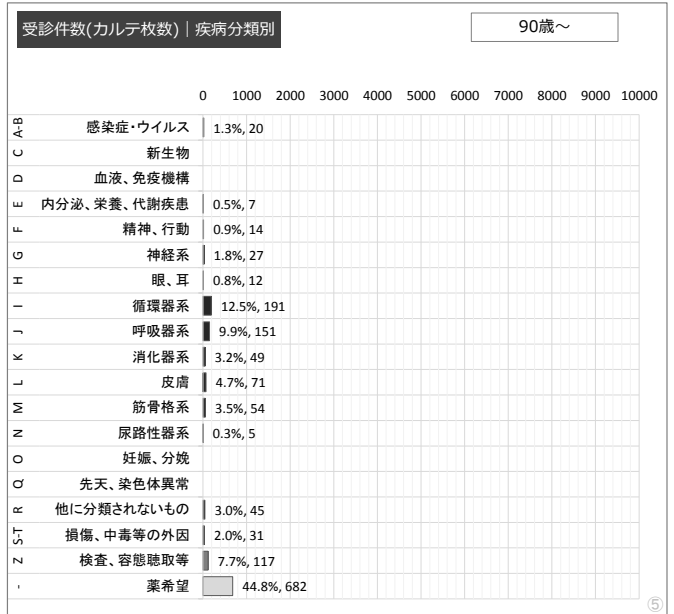 受診件数(カルテ枚数)｜疾病分類別
90歳～
0 1000 2000 3000 4000 5000 6000 7000 8000 9000 10000
A-B 感染症・ウイルス 1.3%, 20
C 新生物
D 血液、免疫機構
E 内分泌、栄養、代謝疾患 0.5%, 7
F 精神、行動 0.9%, 14
G 神経系 1.8%, 27
H 眼、耳 0.8%, 12
I 循環器系 12.5%, 191
J 呼吸器系 9.9%, 151
K 消化器系 3.2%, 49
L 皮膚 4.7%, 71
M 筋骨格系 3.5%, 54
N 尿路性器系 0.3%, 5
O 妊娠、分娩
Q 先天、染色体異常
R 他に分類されないもの 3.0%, 45
S-T 損傷、中毒等の外因 2.0%, 31
Z 検査、容態聴取等 7.7%, 117
- 薬希望 44.8%, 682
⑤